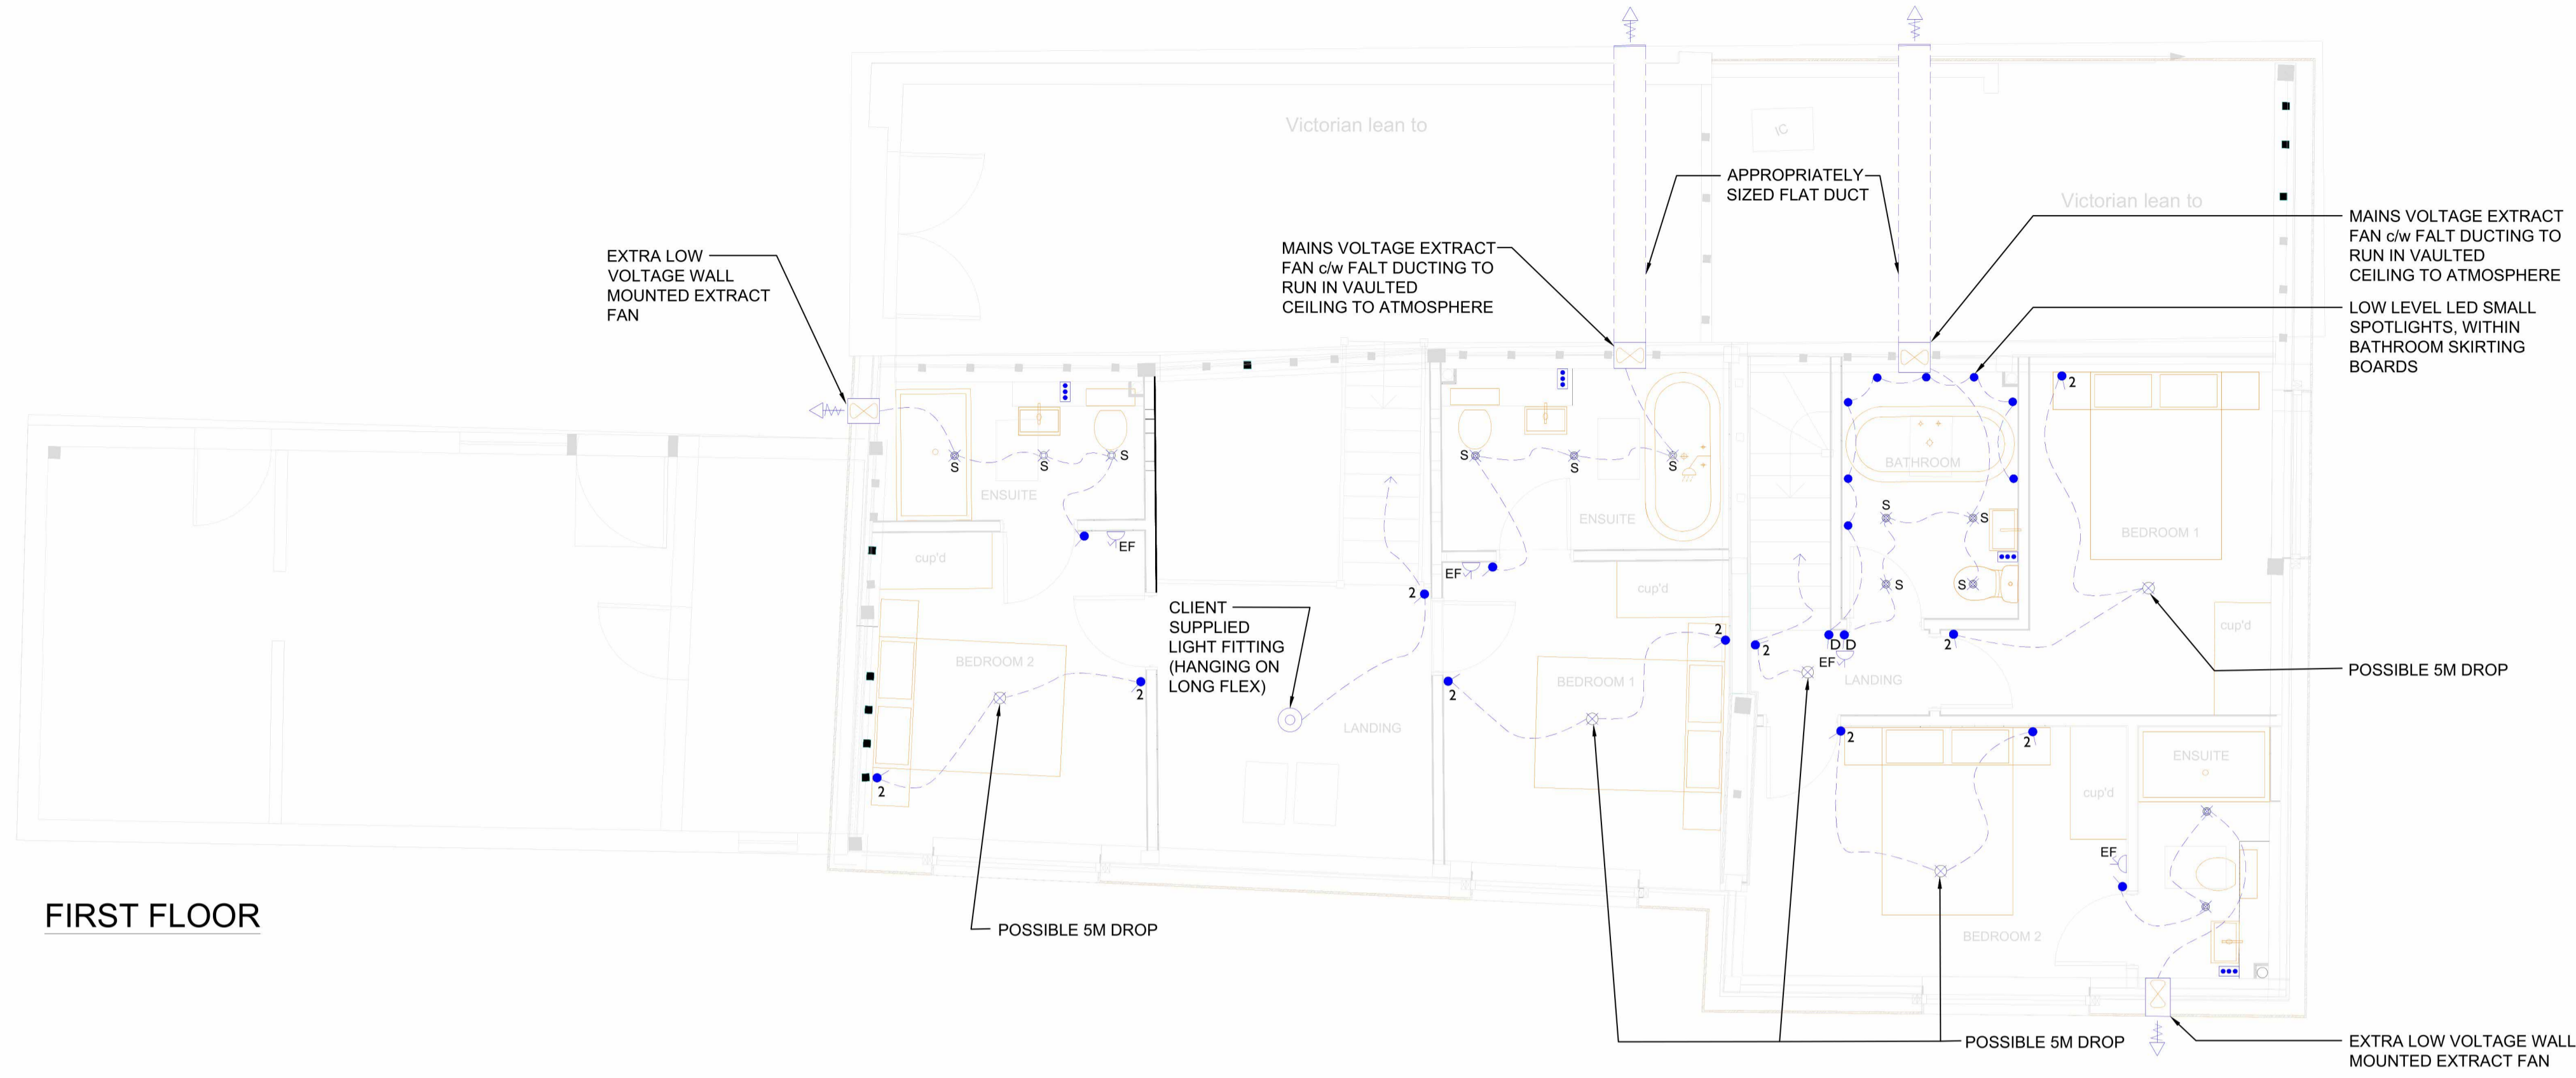 Victorian lean to
IC
APPROPRIATELY
SIZED FLAT DUCT
Victorian lean to
MAINS VOLTAGE EXTRACT
FAN c/w FALT DUCTING TO
RUN IN VAULTED
CEILING TO ATMOSPHERE
EXTRA LOW
VOLTAGE WALL
MOUNTED EXTRACT
FAN
MAINS VOLTAGE EXTRACT
FAN c/w FALT DUCTING TO
RUN IN VAULTED
CEILING TO ATMOSPHERE
LOW LEVEL LED SMALL
SPOTLIGHTS, WITHIN
BATHROOM SKIRTING
BOARDS
2
S
S
S
S
S
S
BATHROOM
ENSUITE
ENSUITE
S
S
BEDROOM 1
EF
cup'd
EF
cup'd
S
S
2
CLIENT
SUPPLIED
LIGHT FITTING
(HANGING ON
LONG FLEX)
2
2
D
D
2
EF
cup'd
BEDROOM 2
2
2
BEDROOM 1
LANDING
POSSIBLE 5M DROP
LANDING
2
2
2
ENSUITE
cup'd
EF
FIRST FLOOR
POSSIBLE 5M DROP
BEDROOM 2
POSSIBLE 5M DROP
EXTRA LOW VOLTAGE WALL
MOUNTED EXTRACT FAN